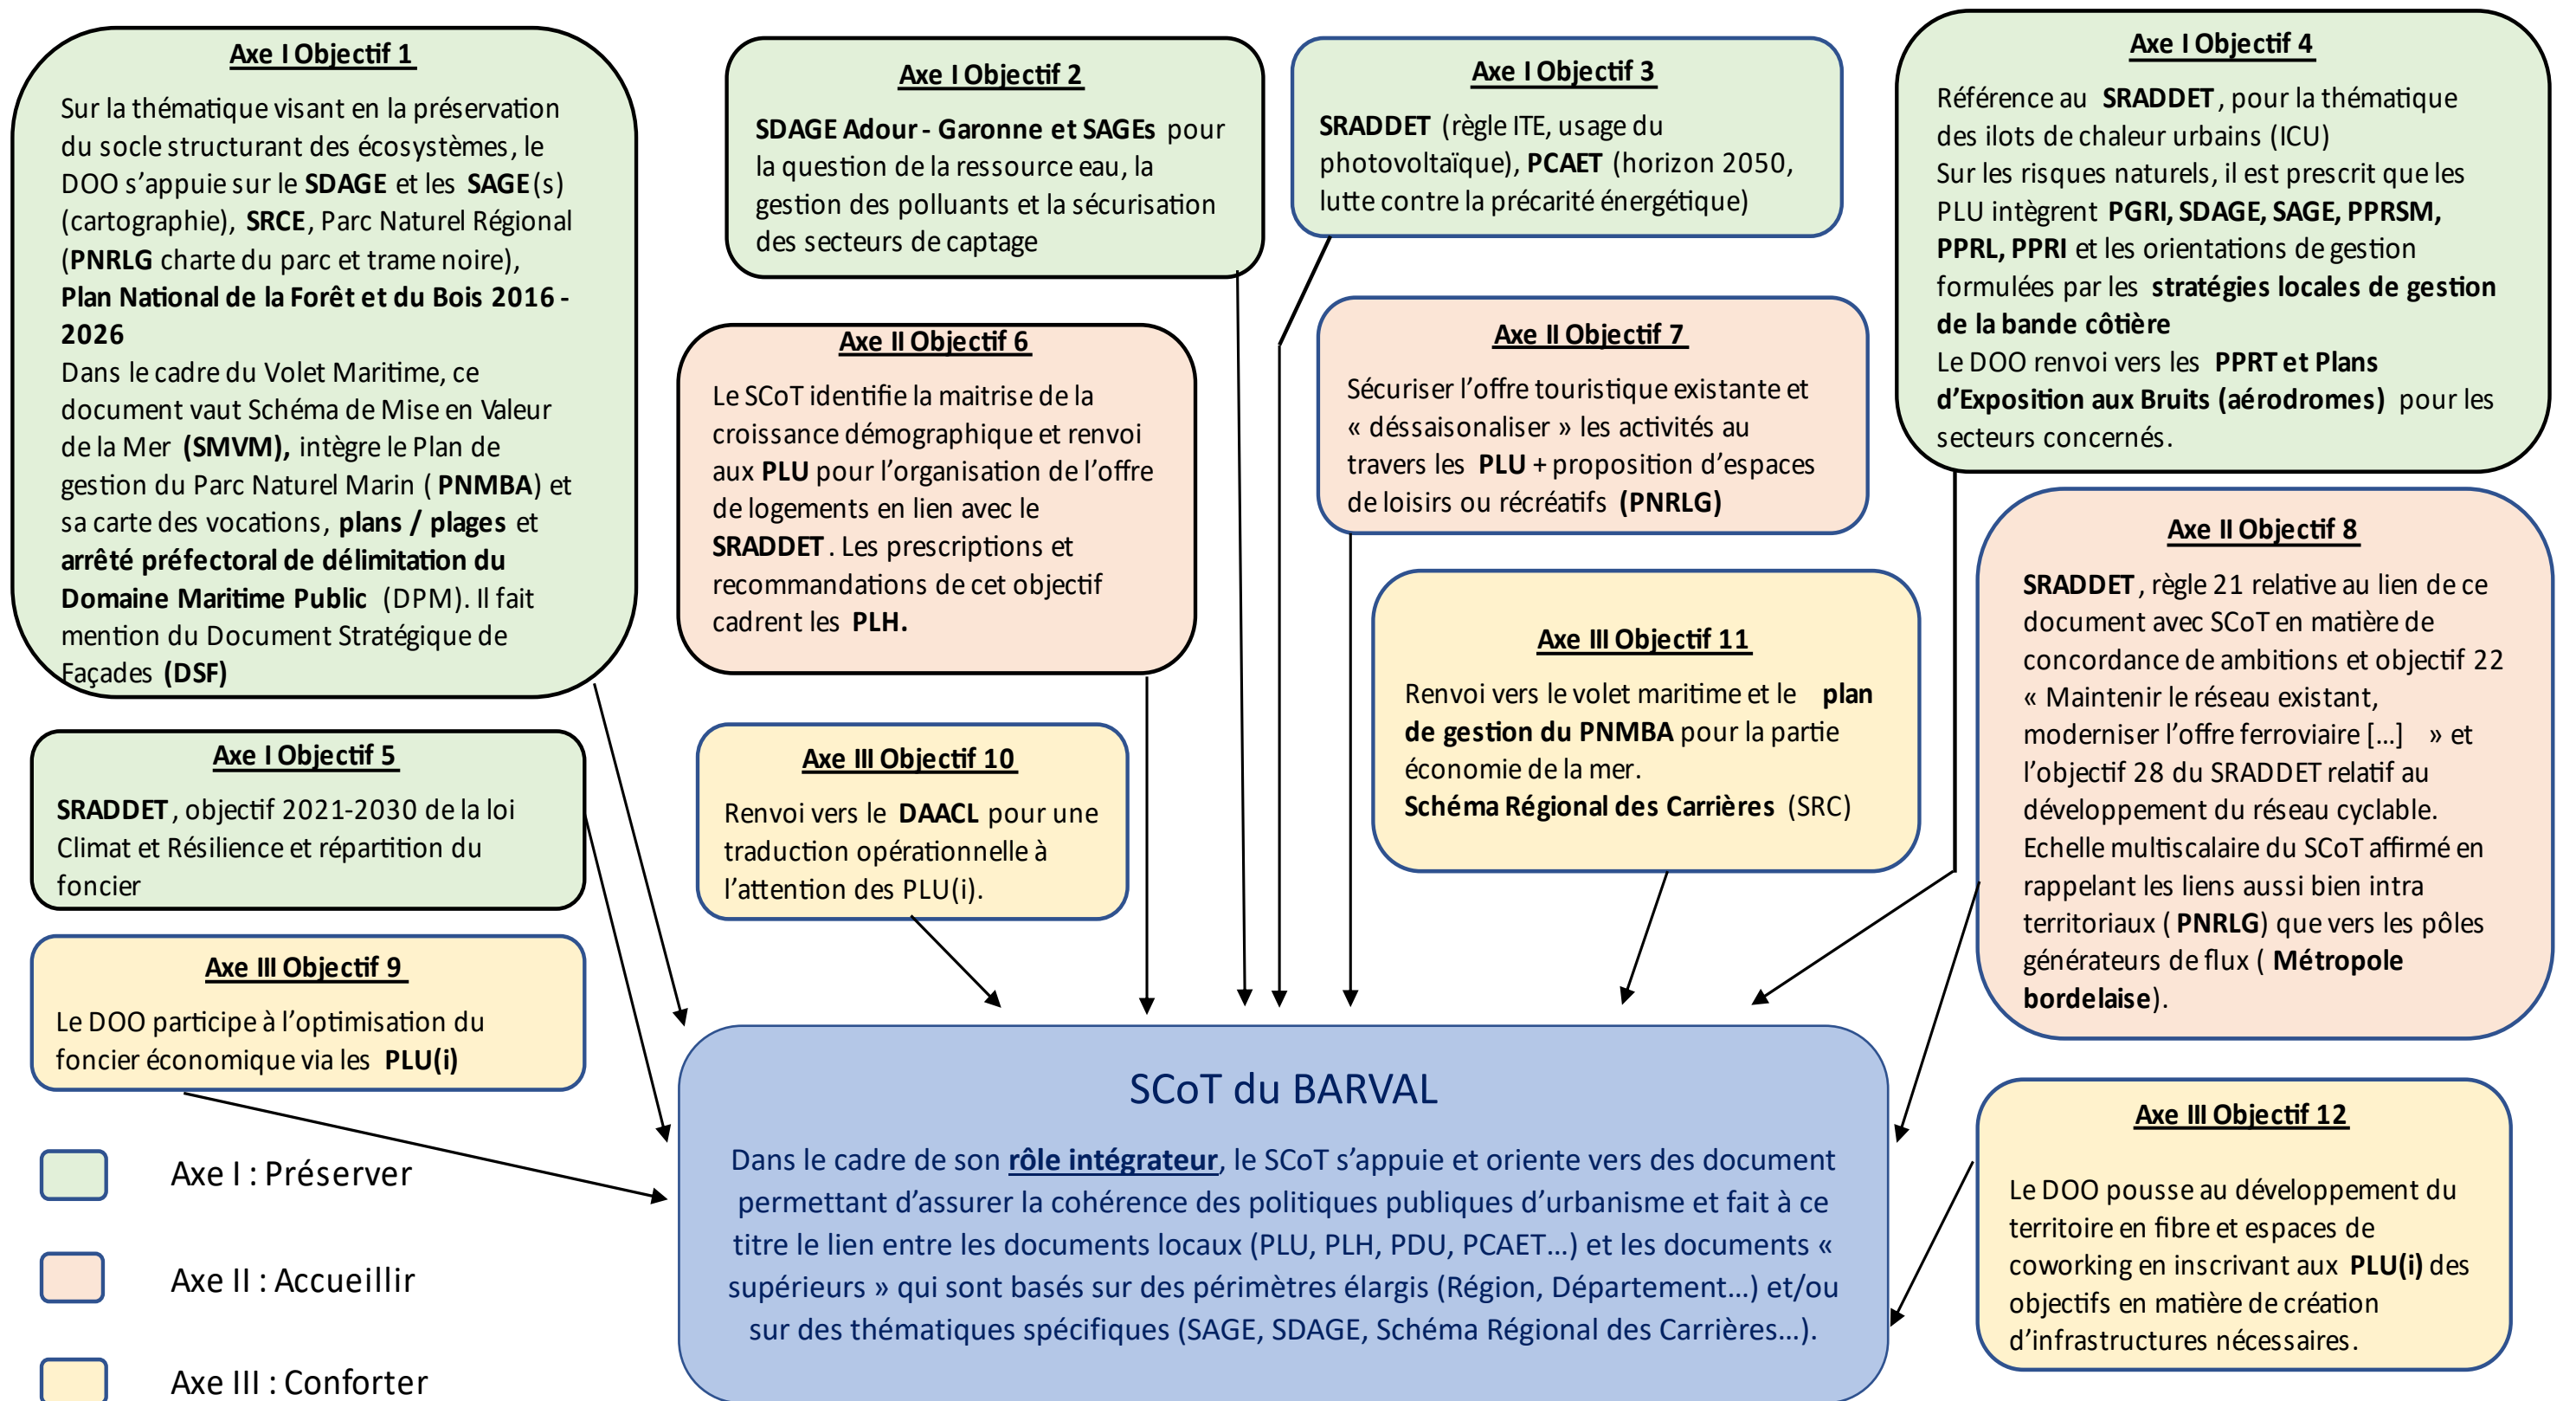 Axe I Objectif 1
Sur la thématique visant en la préservation
du socle structurant des écosystèmes, le
DOO s’appuie sur le SDAGE et les SAGE(s)
(cartographie), SRCE, Parc Naturel Régional
(PNRLG charte du parc et trame noire),
Plan National de la Forêt et du Bois 2016 -
2026
Dans le cadre du Volet Maritime, ce
document vaut Schéma de Mise en Valeur
de la Mer (SMVM), intègre le Plan de
gestion du Parc Naturel Marin ( PNMBA) et
sa carte des vocations, plans / plages et
arrêté préfectoral de délimitation du
Domaine Maritime Public (DPM). Il fait
mention du Document Stratégique de
Façades (DSF)
Axe I Objectif 2
SDAGE Adour - Garonne et SAGEs pour
la question de la ressource eau, la
gestion des polluants et la sécurisation
des secteurs de captage
Axe I Objectif 3
SRADDET (règle ITE, usage du
photovoltaïque), PCAET (horizon 2050,
lutte contre la précarité énergétique)
Axe I Objectif 4
Référence au SRADDET, pour la thématique
des ilots de chaleur urbains (ICU)
Sur les risques naturels, il est prescrit que les
PLU intègrent PGRI, SDAGE, SAGE, PPRSM,
PPRL, PPRI et les orientations de gestion
formulées par les stratégies locales de gestion
de la bande côtière
Le DOO renvoi vers les PPRT et Plans
d’Exposition aux Bruits (aérodromes) pour les
secteurs concernés.
Axe II Objectif 6
Le SCoT identifie la maitrise de la
croissance démographique et renvoi
aux PLU pour l’organisation de l’offre
de logements en lien avec le
SRADDET. Les prescriptions et
recommandations de cet objectif
cadrent les PLH.
Axe II Objectif 7
Sécuriser l’offre touristique existante et
« déssaisonaliser » les activités au
travers les PLU + proposition d’espaces
de loisirs ou récréatifs (PNRLG)
Axe II Objectif 8
SRADDET, règle 21 relative au lien de ce
document avec SCoT en matière de
concordance de ambitions et objectif 22
« Maintenir le réseau existant,
moderniser l’offre ferroviaire [...] » et
l’objectif 28 du SRADDET relatif au
développement du réseau cyclable.
Echelle multiscalaire du SCoT affirmé en
rappelant les liens aussi bien intra
territoriaux ( PNRLG) que vers les pôles
générateurs de flux ( Métropole
bordelaise).
Axe I Objectif 5
SRADDET, objectif 2021-2030 de la loi
Climat et Résilience et répartition du
foncier
Axe III Objectif 10
Renvoi vers le DAACL pour une
traduction opérationnelle à
l’attention des PLU(i).
Axe III Objectif 11
Renvoi vers le volet maritime et le plan
de gestion du PNMBA pour la partie
économie de la mer.
Schéma Régional des Carrières (SRC)
Axe III Objectif 9
Le DOO participe à l’optimisation du
foncier économique via les PLU(i)
Axe I : Préserver
Axe II : Accueillir
Axe III : Conforter
SCoT du BARVAL
Dans le cadre de son rôle intégrateur, le SCoT s’appuie et oriente vers des document
permettant d’assurer la cohérence des politiques publiques d’urbanisme et fait à ce
titre le lien entre les documents locaux (PLU, PLH, PDU, PCAET…) et les documents «
supérieurs » qui sont basés sur des périmètres élargis (Région, Département…) et/ou
sur des thématiques spécifiques (SAGE, SDAGE, Schéma Régional des Carrières…).
Axe III Objectif 12
Le DOO pousse au développement du
territoire en fibre et espaces de
coworking en inscrivant aux PLU(i) des
objectifs en matière de création
d’infrastructures nécessaires.